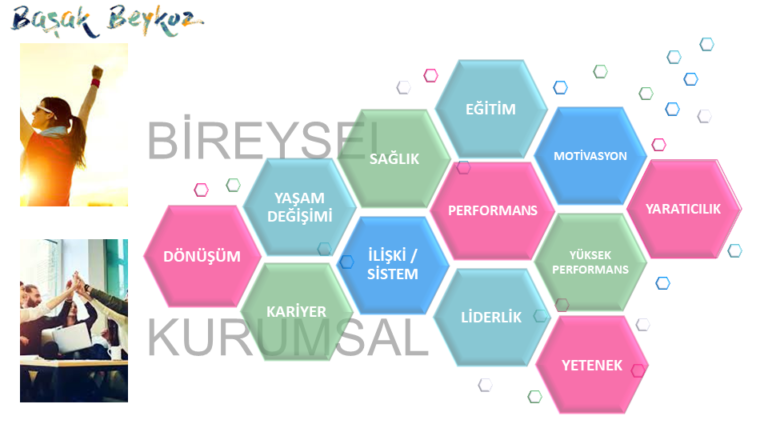 Başak Beykoz
BİREYSEL
EĞİTİM
MOTİVASYON
SAĞLIK
YARATICILIK
YAŞAM
DEĞİŞİMİ
PERFORMANS
DÖNÜŞÜM
İLİŞKİ /
SİSTEM
YÜKSEK
PERFORMANS
KARİYER
LİDERLİK
KURUMSAL
YETENEK